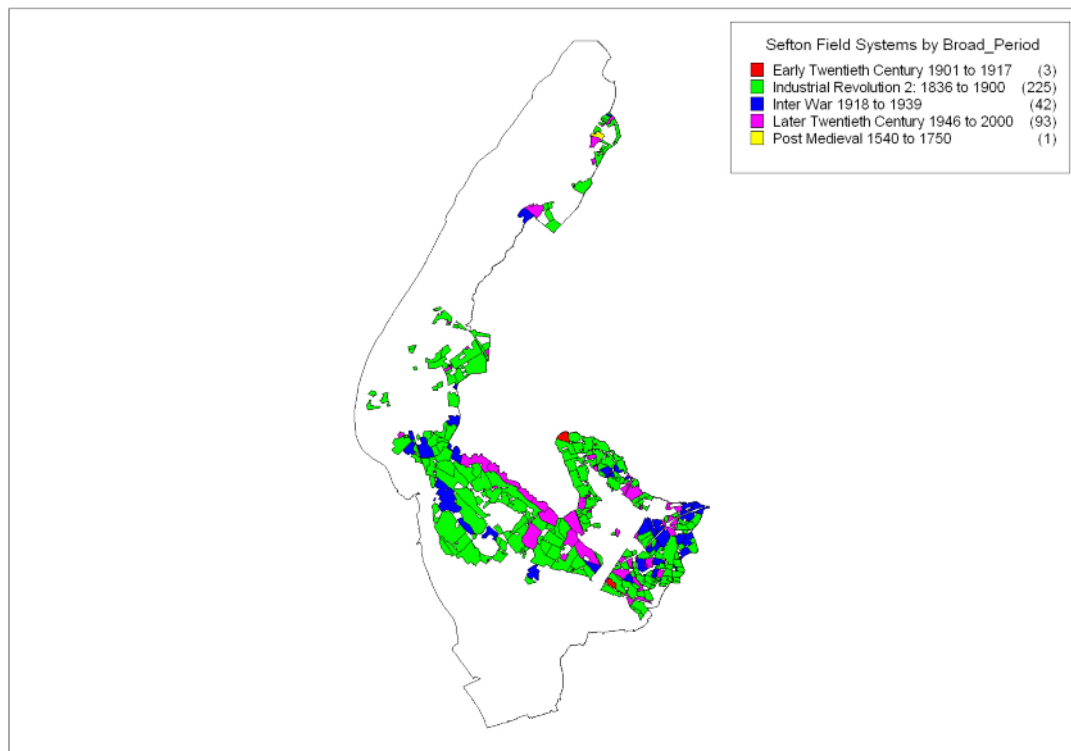 Sefton Field Systems by Broad_Period
Early Twentieth Century 1901 to 1917 (3)
Industrial Revolution 2: 1836 to 1900 (225)
Inter War 1918 to 1939 (42)
Later Twentieth Century 1946 to 2000 (93)
Post Medieval 1540 to 1750 (1)